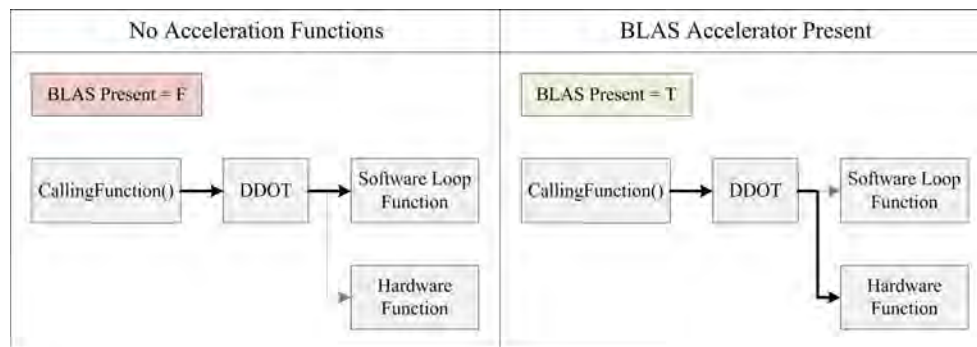 No Acceleration Functions
BLAS Present = F
CallingFunction()
DDOT
Software Loop
Function
Hardware
Function
BLAS Accelerator Present
BLAS Present = T
CallingFunction()
DDOT
Software Loop
Function
Hardware
Function